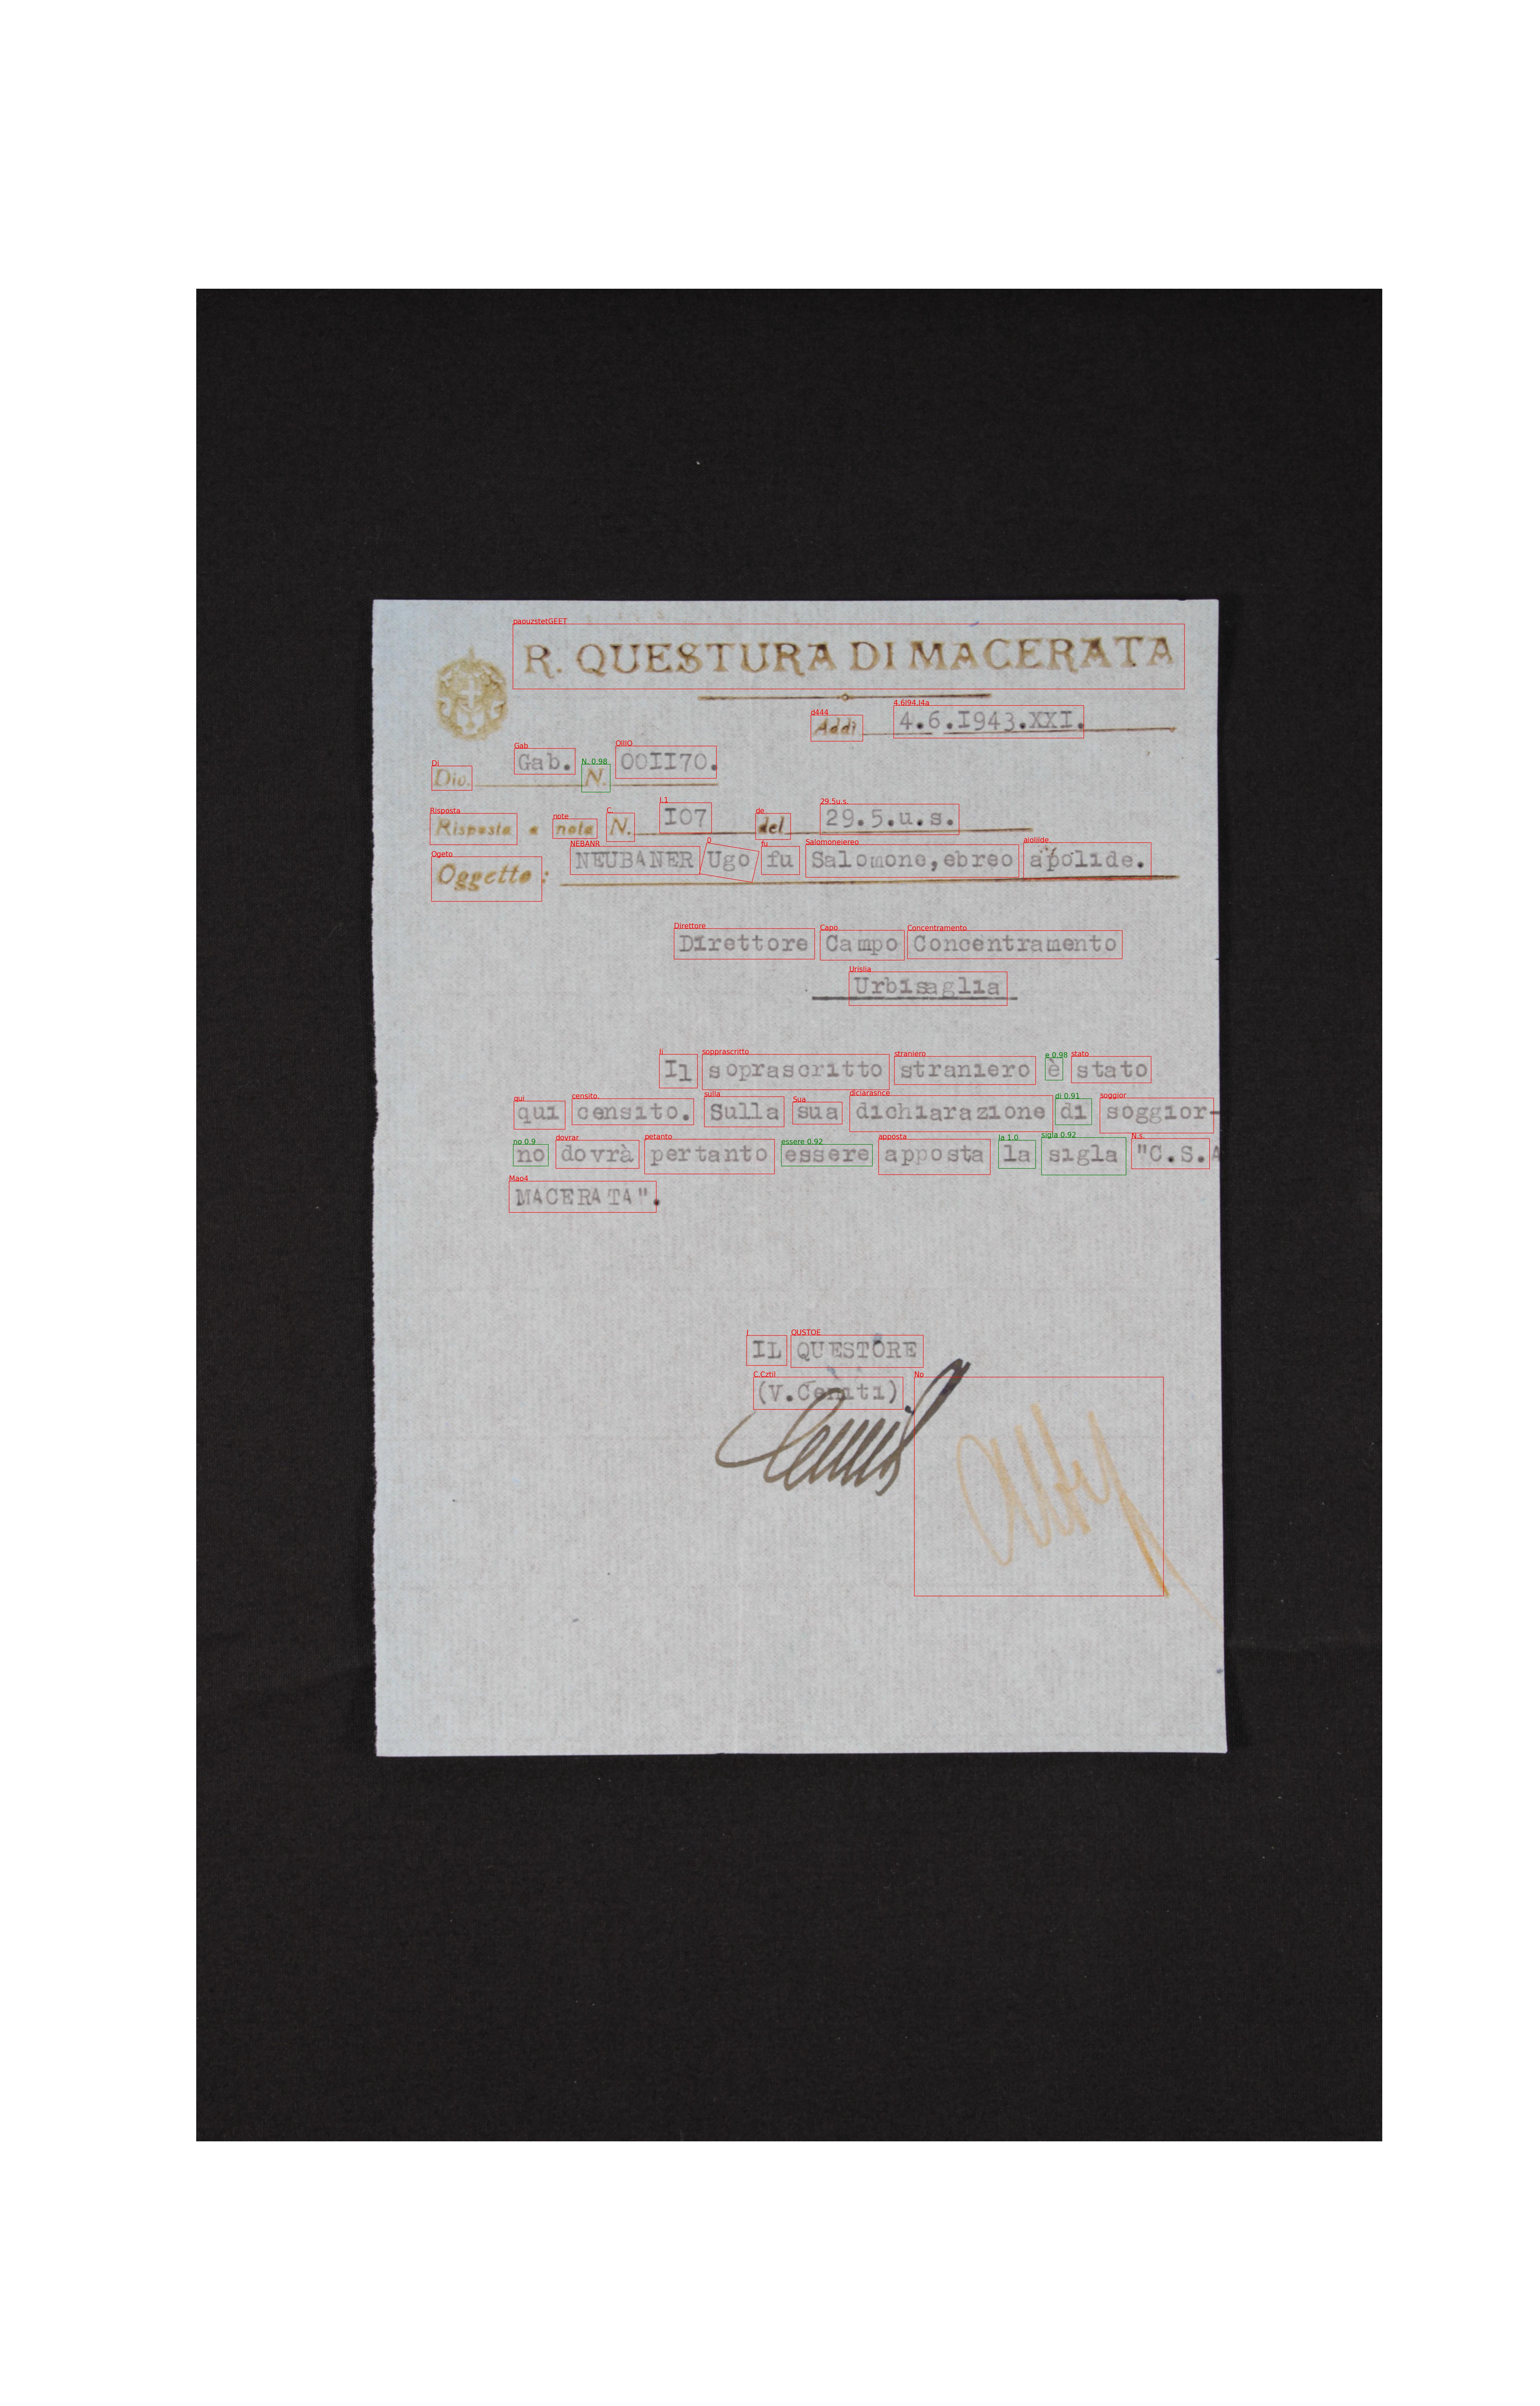 R. QUESTURA DI MACERATA
Addì 4.6.I943.XXI.
Div. Gab. N. 00II70.
Risposta a nota N. I07 del 29.5.u.s.
Oggetto: NEUBANER Ugo fu Salomone,ebreo apolide.
Direttore Campo Concentramento
Urbisaglia
Il soprascritto straniero è stato
qui censito. Sulla sua dichiarazione di soggior-
no dovrà pertanto essere apposta la sigla "C.S.A
MACERATA".
IL QUESTORE
(V.Ceniti)